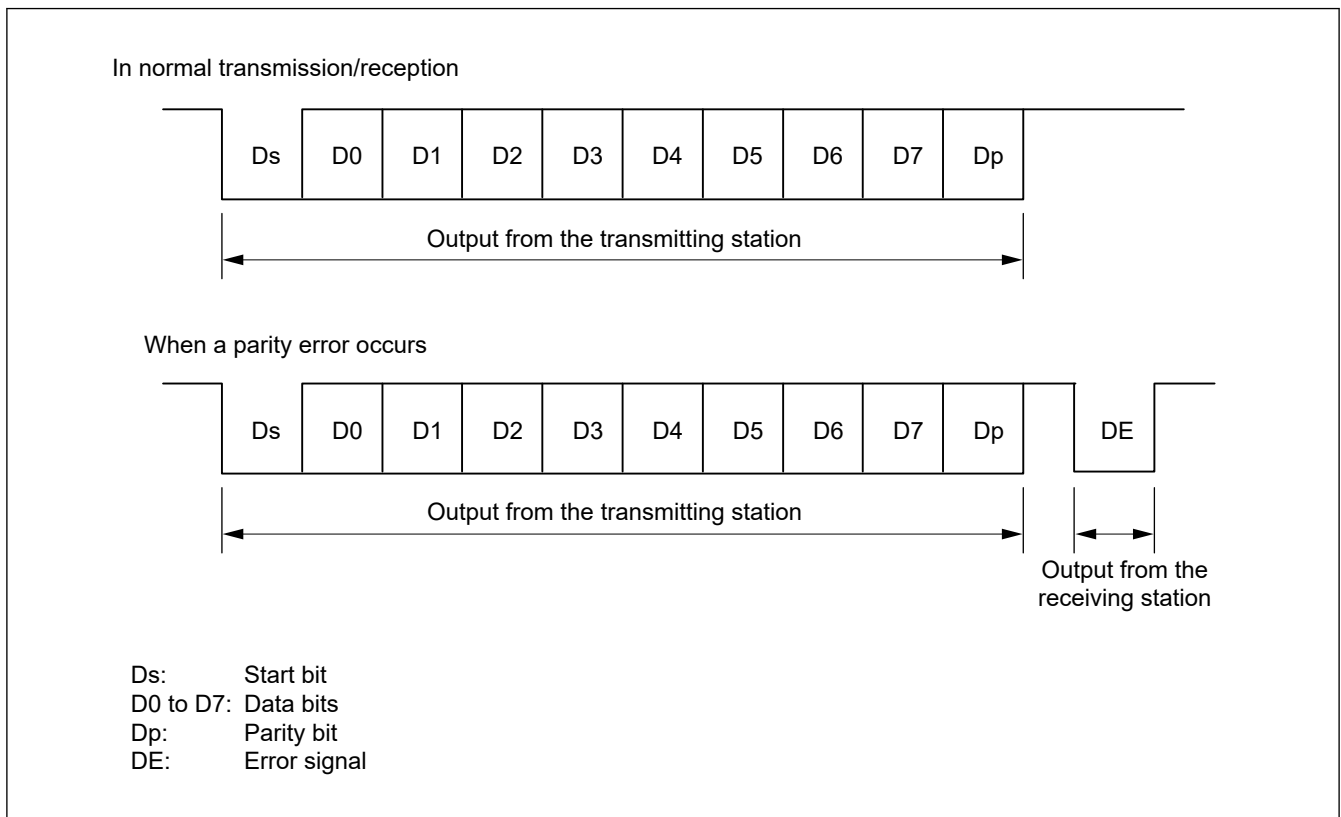 In normal transmission/reception
Ds D0 D1 D2 D3 D4 D5 D6 D7 Dp
Output from the transmitting station
When a parity error occurs
Ds D0 D1 D2 D3 D4 D5 D6 D7 Dp DE
Output from the transmitting station
Output from the
receiving station
Ds: Start bit
D0 to D7: Data bits
Dp: Parity bit
DE: Error signal